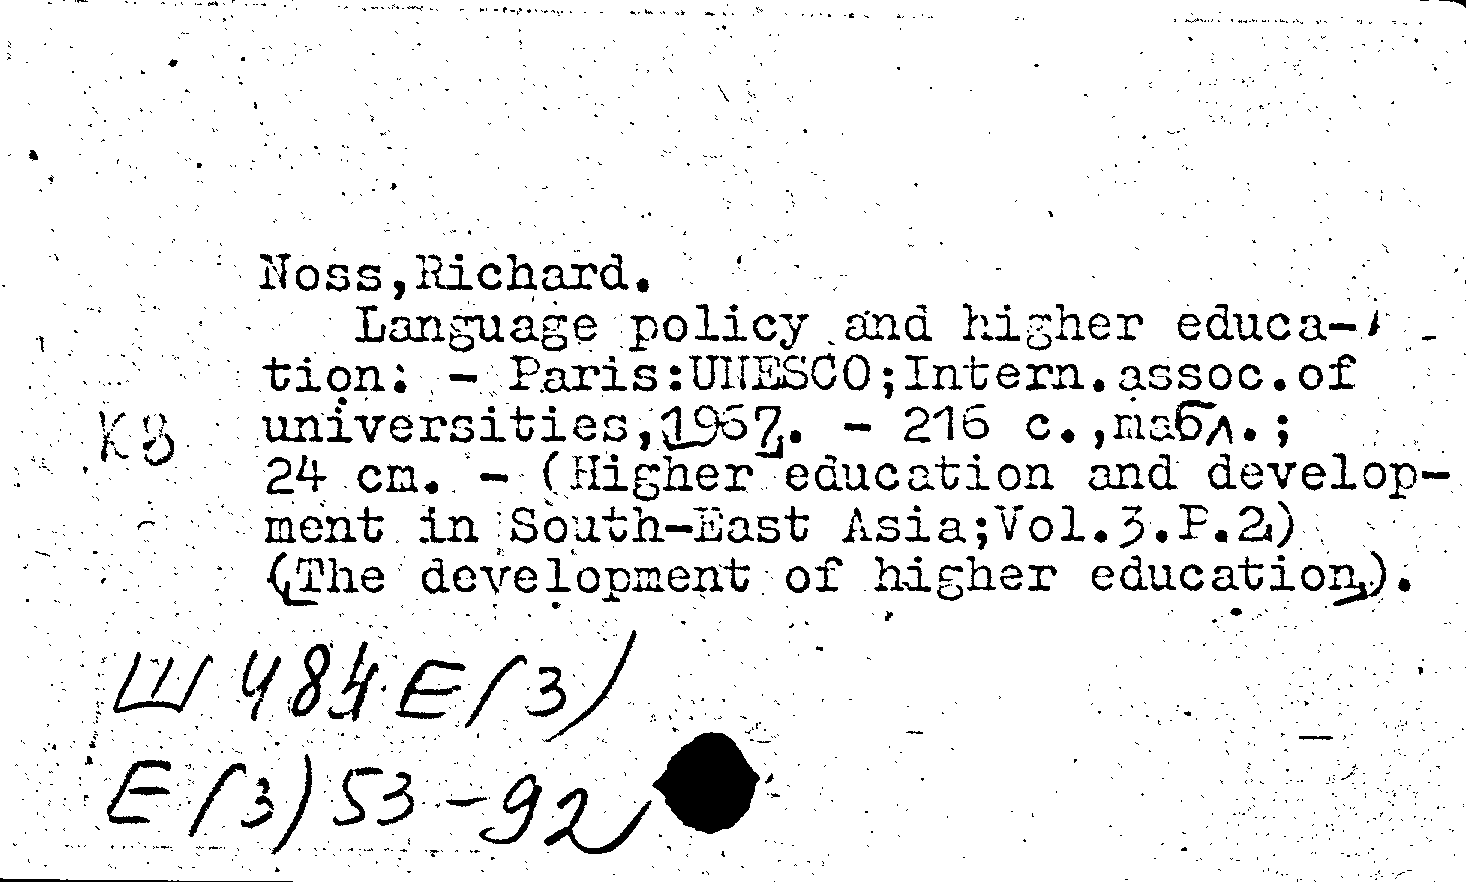 Noss,Richard.
Language policy and higher educa-
tion: - Paris:UNESCO;Intern.assoc.of
universities,1967. - 216 c.,табл.;
КЗ
24 cm. - (Higher education and develop-
ment in South-East Asia;Vol.3.P.2)
(The development of higher education).
Ш484Е(3)
Е(3)53-92